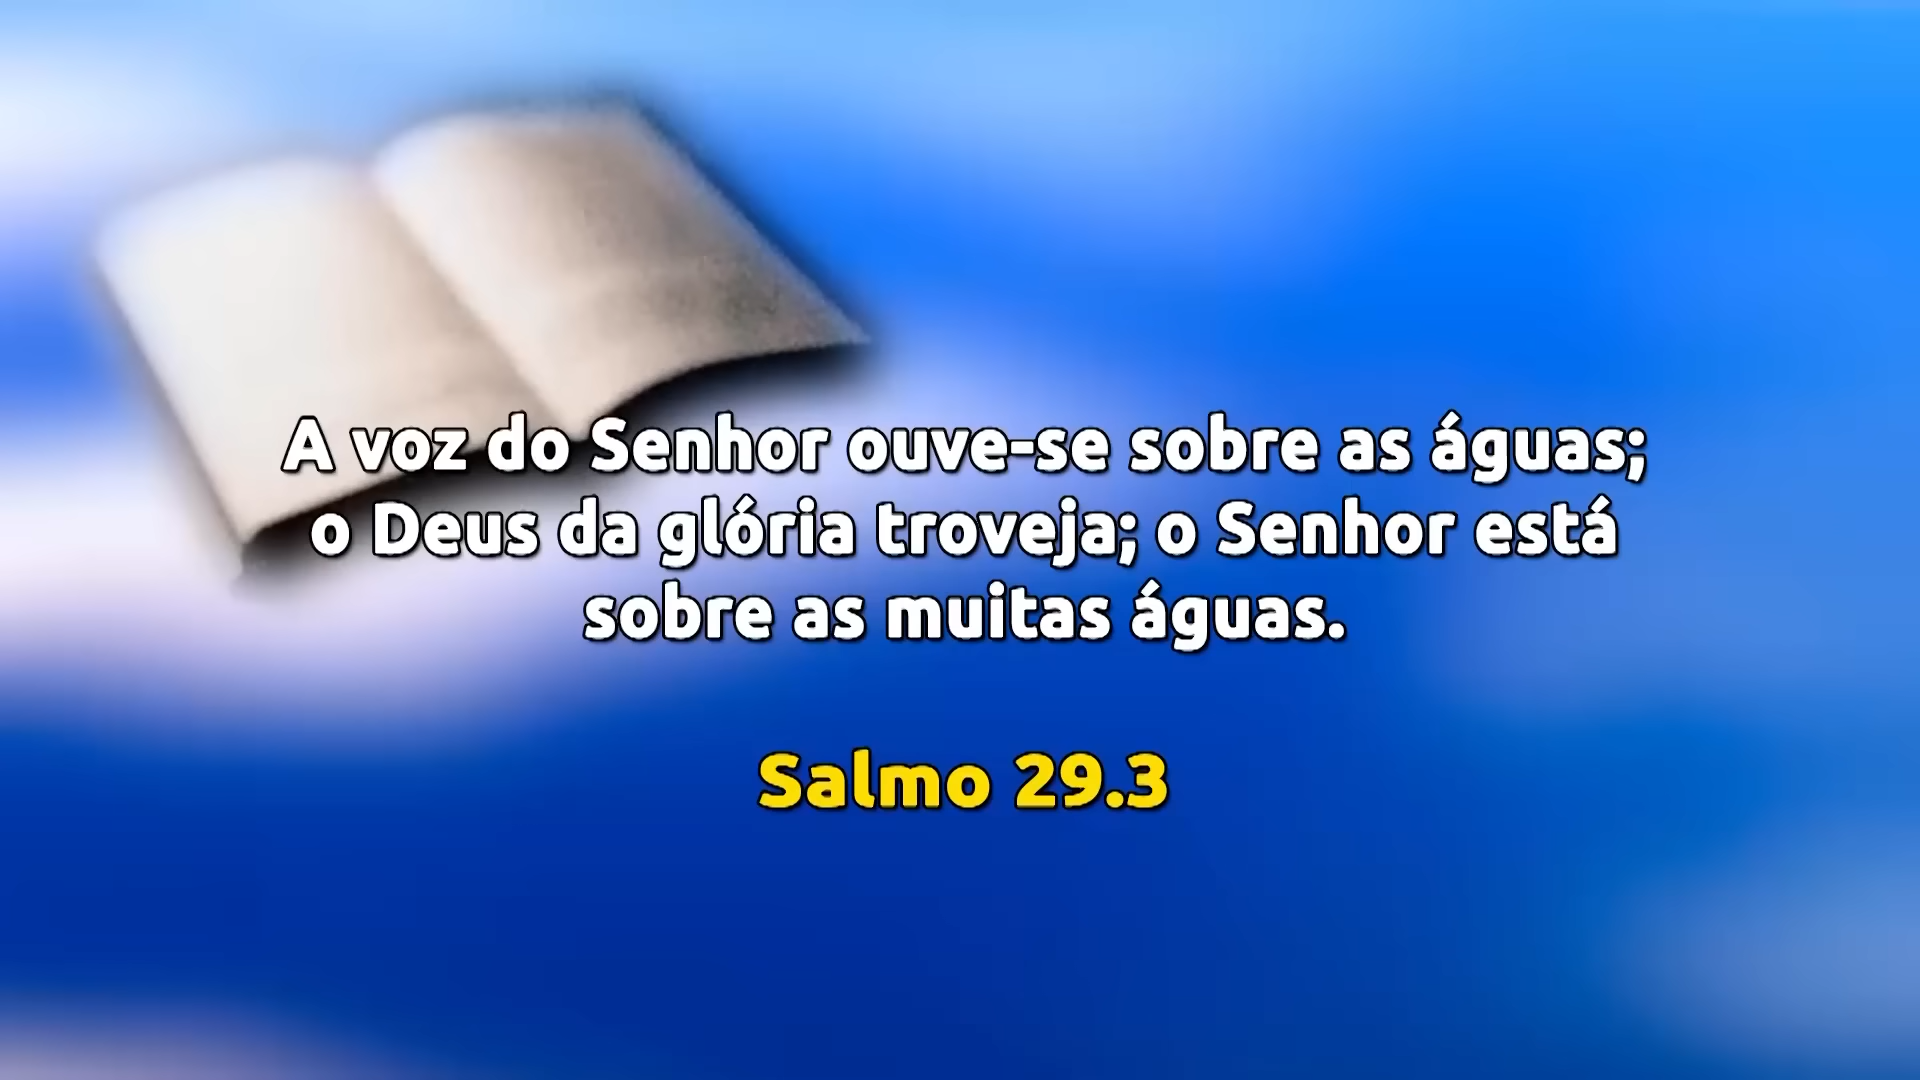 A voz do Senhor ouve-se sobre as águas;
o Deus da glória troveja; o Senhor está
sobre as muitas águas.
Salmo 29.3